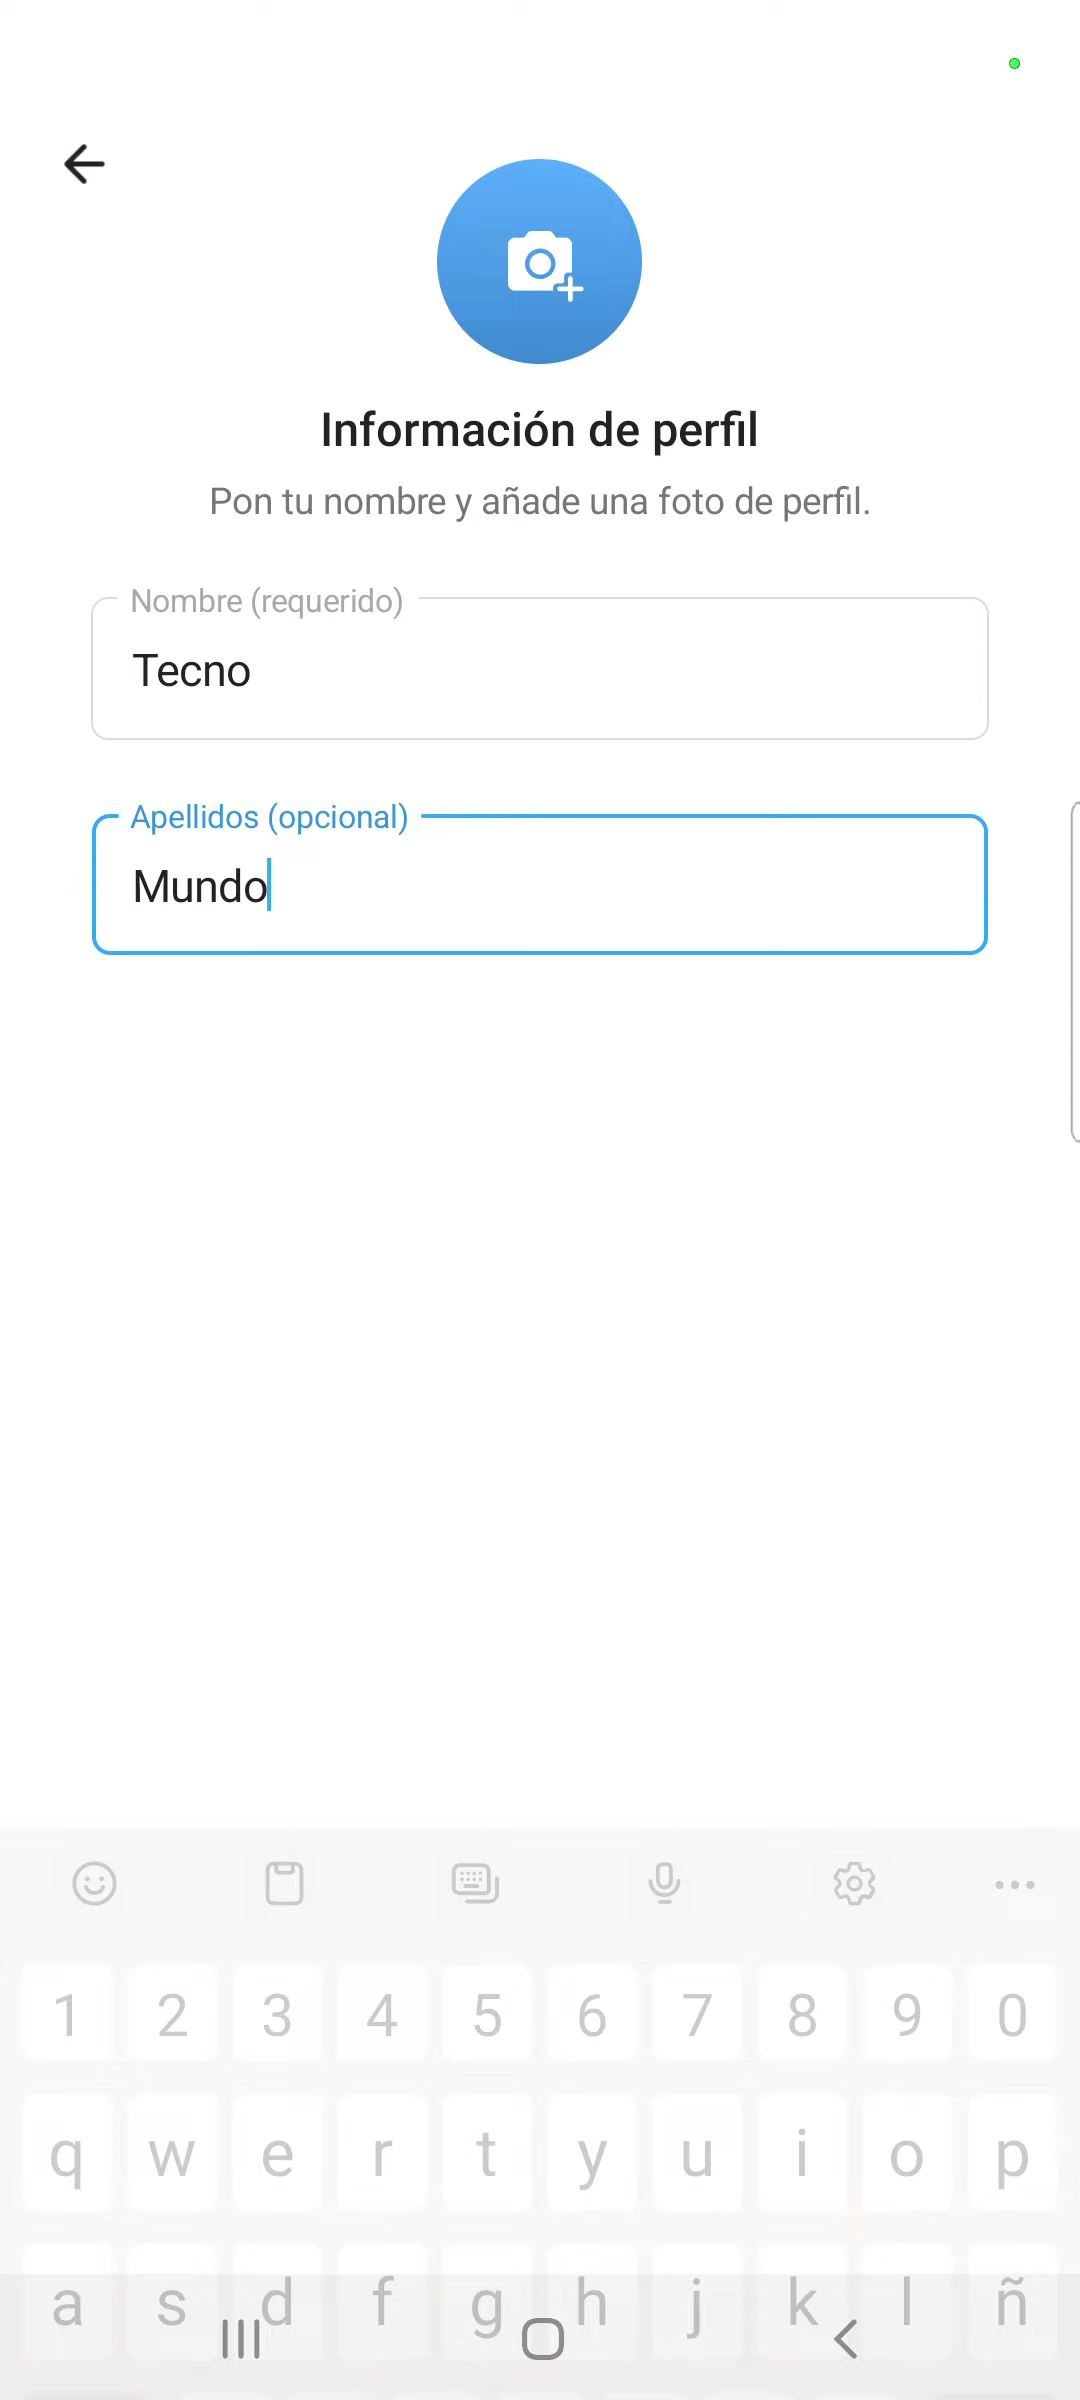 Información de perfil
Pon tu nombre y añade una foto de perfil.
Nombre (requerido)
Tecno
Apellidos (opcional)
Mundo
1 2 3 4 5 6 7 8 9 0
q w e r t y u i o p
a s d f g h j k l ñ